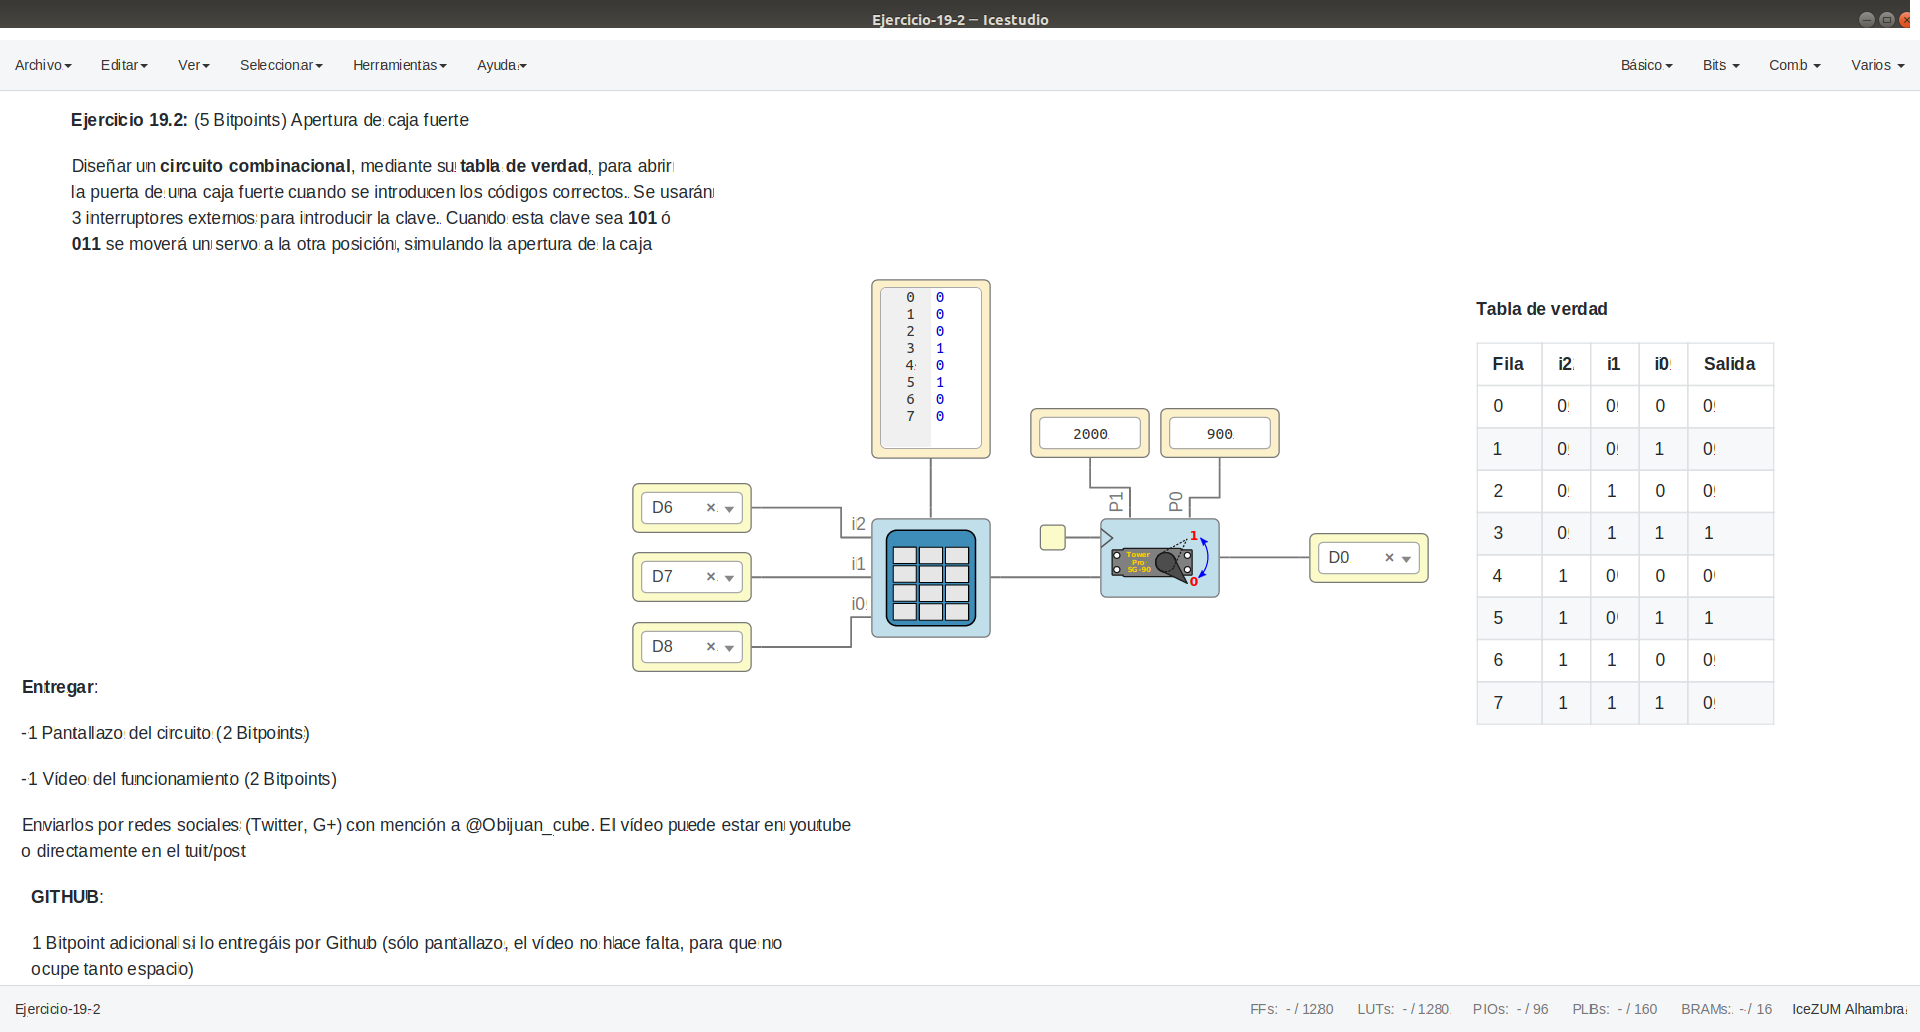 Ejercicio-19-2 — Icestudio
Archivo Editar Ver Seleccionar Herramientas Ayuda Básico Bits Comb Varios
Ejercicio 19.2: (5 Bitpoints) Apertura de caja fuerte
Diseñar un circuito combinacional, mediante su tabla de verdad, para abrir
la puerta de una caja fuerte cuando se introducen los códigos correctos. Se usarán
3 interruptores externos para introducir la clave. Cuando esta clave sea 101 ó
011 se moverá un servo a la otra posición, simulando la apertura de la caja
0 0
1 0
2 0
3 1
4 0
5 1
6 0
7 0
2000 900
P1 P0
D6
D7
D8
i2
i1
i0
Tower
Pro
SG-90
1
0
D0
Tabla de verdad
Fila i2 i1 i0 Salida
0 0 0 0 0
1 0 0 1 0
2 0 1 0 0
3 0 1 1 1
4 1 0 0 0
5 1 0 1 1
6 1 1 0 0
7 1 1 1 0
Entregar:
-1 Pantallazo del circuito (2 Bitpoints)
-1 Vídeo del funcionamiento (2 Bitpoints)
Enviarlos por redes sociales (Twitter, G+) con mención a @Obijuan_cube. El vídeo puede estar en youtube
o directamente en el tuit/post
GITHUB:
1 Bitpoint adicional si lo entregáis por Github (sólo pantallazo, el vídeo no hace falta, para que no
ocupe tanto espacio)
Ejercicio-19-2 FFs: - / 1280 LUTs: - / 1280 PIOs: - / 96 PLBs: - / 160 BRAMs: - / 16 IceZUM Alhambra